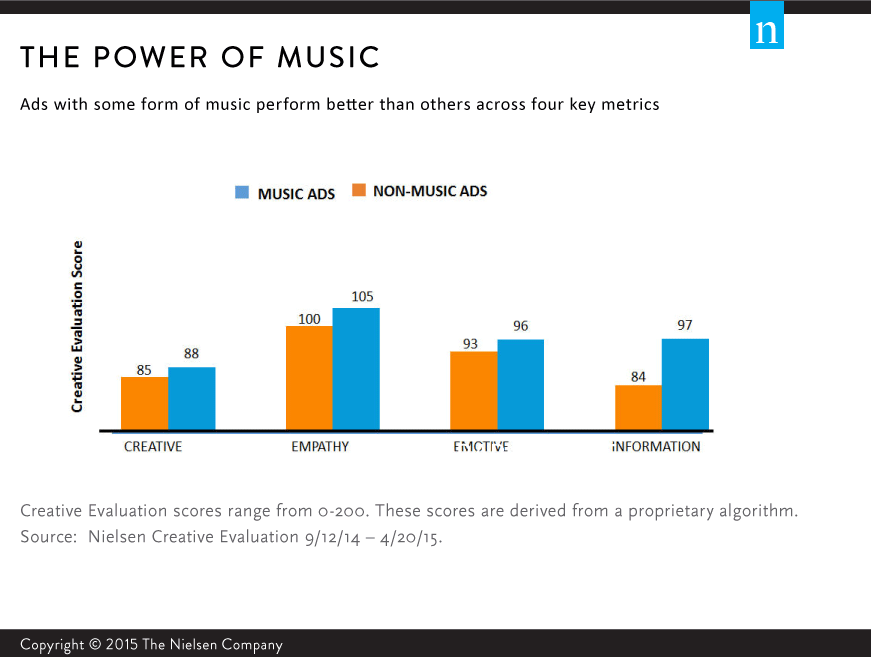 n
THE POWER OF MUSIC
Ads with some form of music perform better than others across four key metrics
MUSIC ADS NON-MUSIC ADS
Creative Evaluation Score
85 88 100 105 93 96 84 97
CREATIVE EMPATHY EMOTIVE INFORMATION
Creative Evaluation scores range from 0-200. These scores are derived from a proprietary algorithm.
Source: Nielsen Creative Evaluation 9/12/14 – 4/20/15.
Copyright © 2015 The Nielsen Company